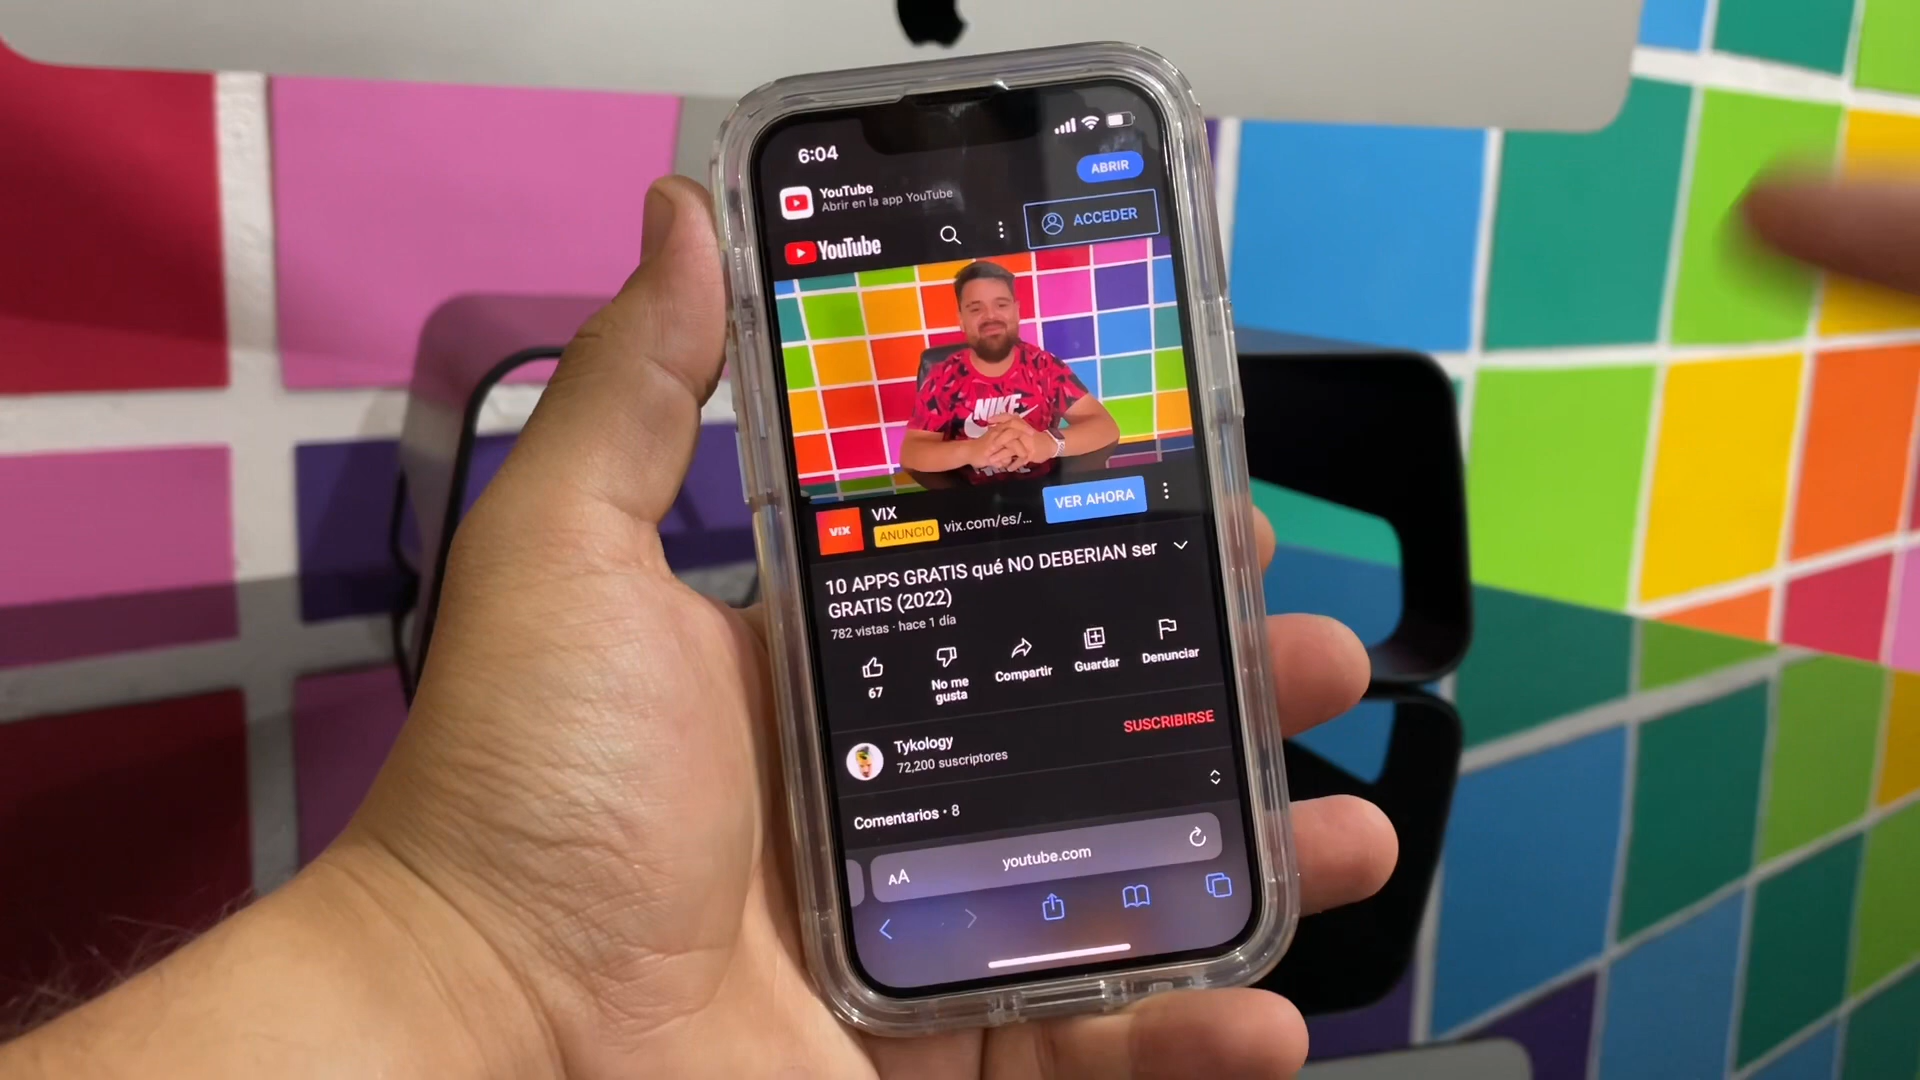 6:04
ABRIR
YouTube
Abrir en la app YouTube
YouTube
ACCEDER
NIKE
VIX
VIX
ANUNCIO vix.com/es/...
VER AHORA
10 APPS GRATIS qué NO DEBERIAN ser
GRATIS (2022)
782 vistas · hace 1 día
67
No me
gusta
Compartir
Guardar
Denunciar
Tykology
72,200 suscriptores
SUSCRIBIRSE
Comentarios • 8
AA
youtube.com